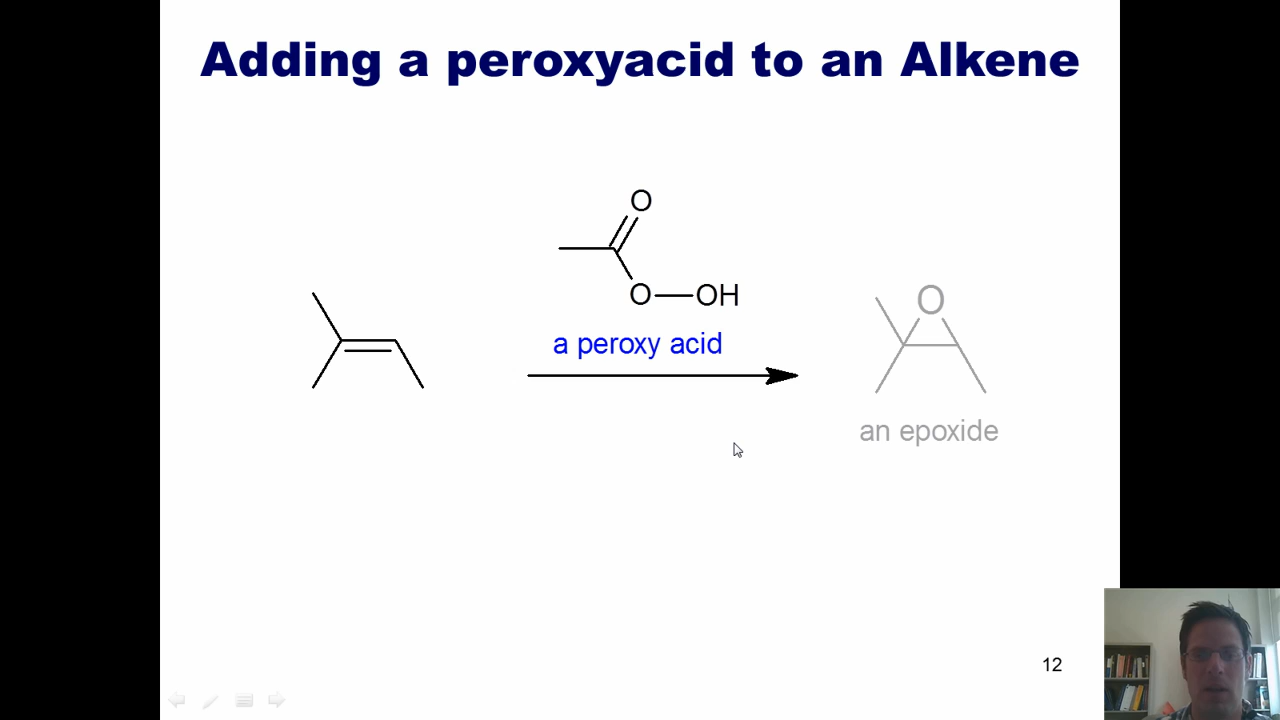 Adding a peroxyacid to an Alkene
O
O
OH
a peroxy acid
O
an epoxide
12